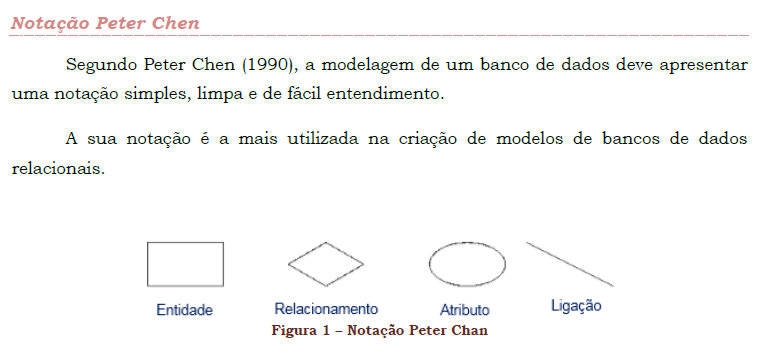 Notação Peter Chen
Segundo Peter Chen (1990), a modelagem de um banco de dados deve apresentar
uma notação simples, limpa e de fácil entendimento.
A sua notação é a mais utilizada na criação de modelos de bancos de dados
relacionais.
Entidade Relacionamento Atributo Ligação
Figura 1 – Notação Peter Chan